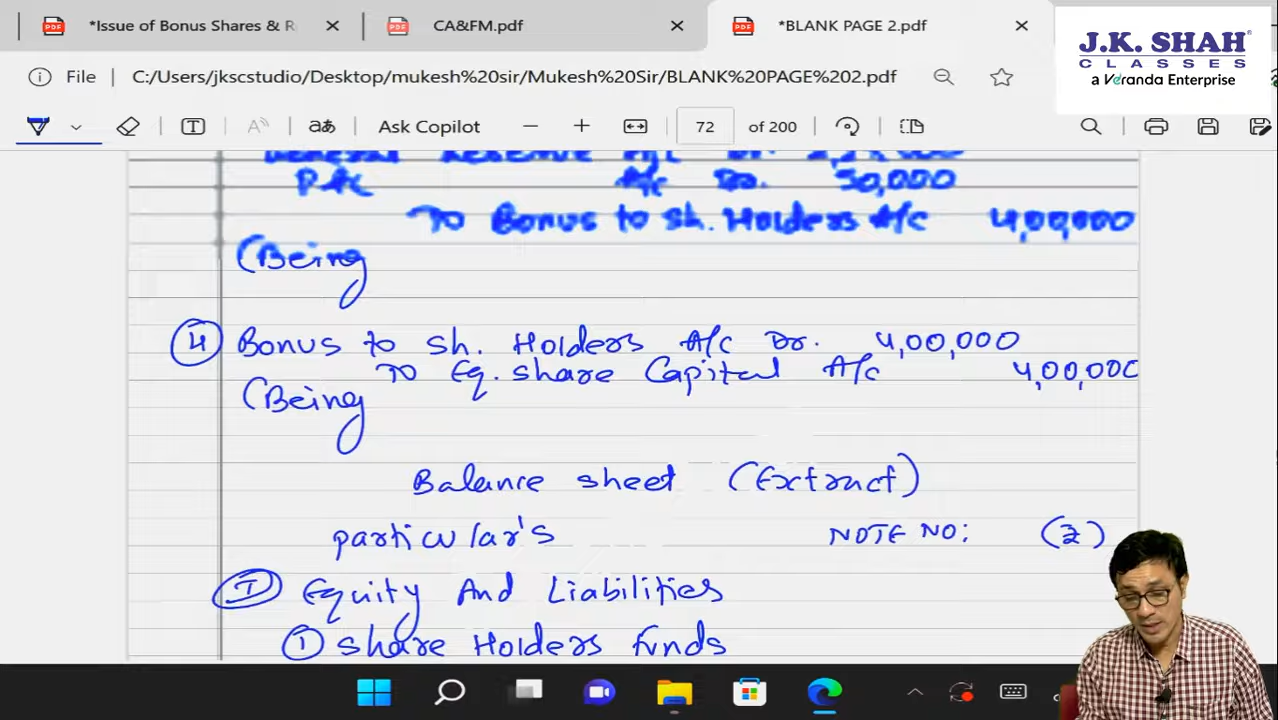 *Issue of Bonus Shares & R
CA&FM.pdf
*BLANK PAGE 2.pdf
J.K. SHAH
CLASSES
a Veranda Enterprise
File C:/Users/jkscstudio/Desktop/mukesh%20sir/Mukesh%20Sir/BLANK%20PAGE%202.pdf
Ask Copilot 72 of 200
General Reserve A/c Dr.
A/c Dr. 50,000
To Bonus to Sh. Holders A/c 4,00,000
(Being
4 Bonus to Sh. Holders A/c Dr. 4,00,000
To Eq. Share Capital A/c 4,00,000
(Being
Balance Sheet (Extract)
Particular's NOTE NO: (₹)
I Equity And Liabilities
1 Share Holders Funds